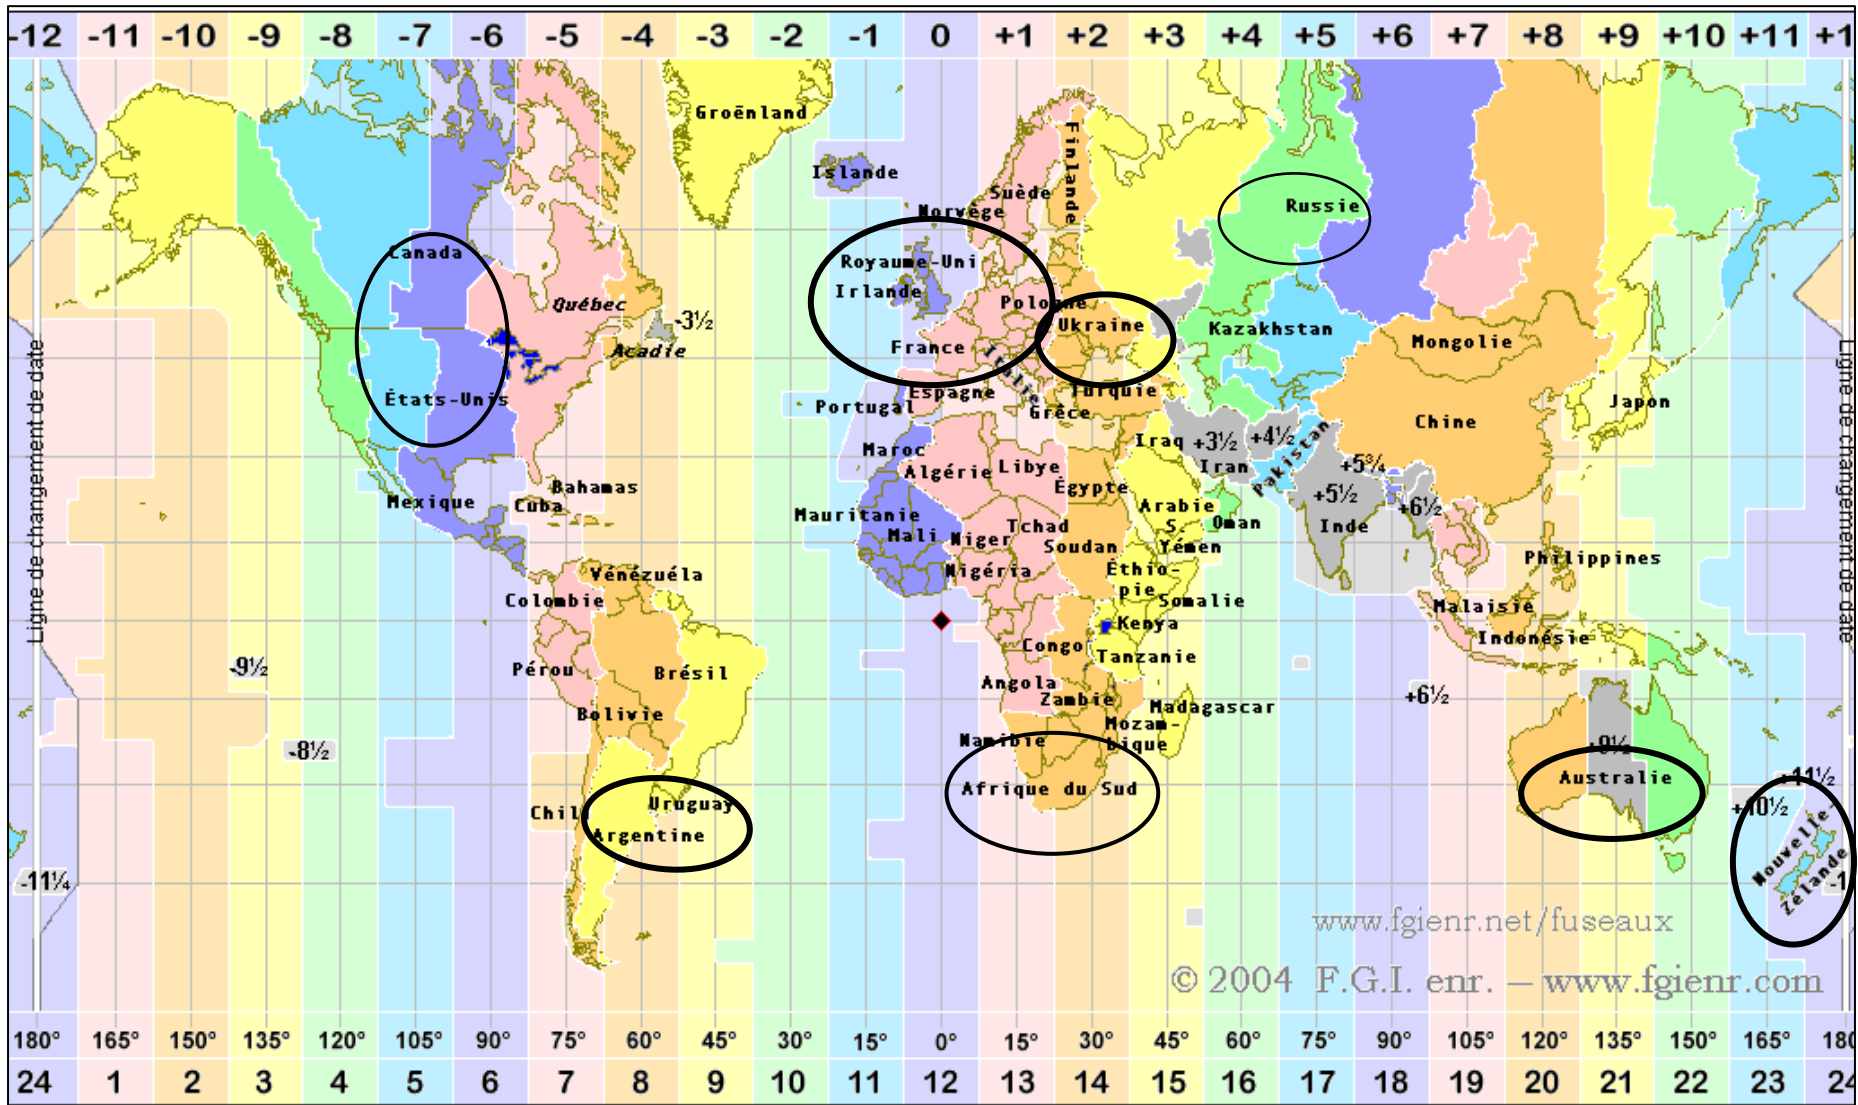 -12 -11 -10 -9 -8 -7 -6 -5 -4 -3 -2 -1 0 +1 +2 +3 +4 +5 +6 +7 +8 +9 +10 +11 +1
Groënland
Finlande
Islande
Suède
Russie
Norvège
Canada
Royaume-Uni
Irlande
Québec
Pologne
-3½
Ukraine
Kazakhstan
Mongolie
Acadie
France
Italie
Ligne de changement de date
Ligne de changement de date
États-Unis
Espagne
Turquie
Portugal
Grèce
Japon
Chine
Maroc
Iraq
+3½
+4½
Pakistan
Algérie
Libye
Iran
+5¾
Égypte
Bahamas
Mexique
Cuba
Arabie
S.
+5½
+6½
Mauritanie
Tchad
Oman
Inde
Mali
Niger
Soudan
Yémen
Philippines
Vénézuéla
Nigéria
Éthio-
pie
Colombie
Somalie
Malaisie
Kenya
Indonésie
Congo
Tanzanie
-9½
Pérou
Brésil
Angola
+6½
Zambie
Madagascar
Bolivie
Mozam-
bique
Namibie
-8½
+9½
Australie
+11½
Afrique du Sud
Uruguay
+10½
Chil
Argentine
Nouvelle-
Zélande
-11¼
-1
www.fgienr.net/fuseaux
© 2004 F.G.I. enr. – www.fgienr.com
180° 165° 150° 135° 120° 105° 90° 75° 60° 45° 30° 15° 0° 15° 30° 45° 60° 75° 90° 105° 120° 135° 150° 165° 180
24 1 2 3 4 5 6 7 8 9 10 11 12 13 14 15 16 17 18 19 20 21 22 23 24